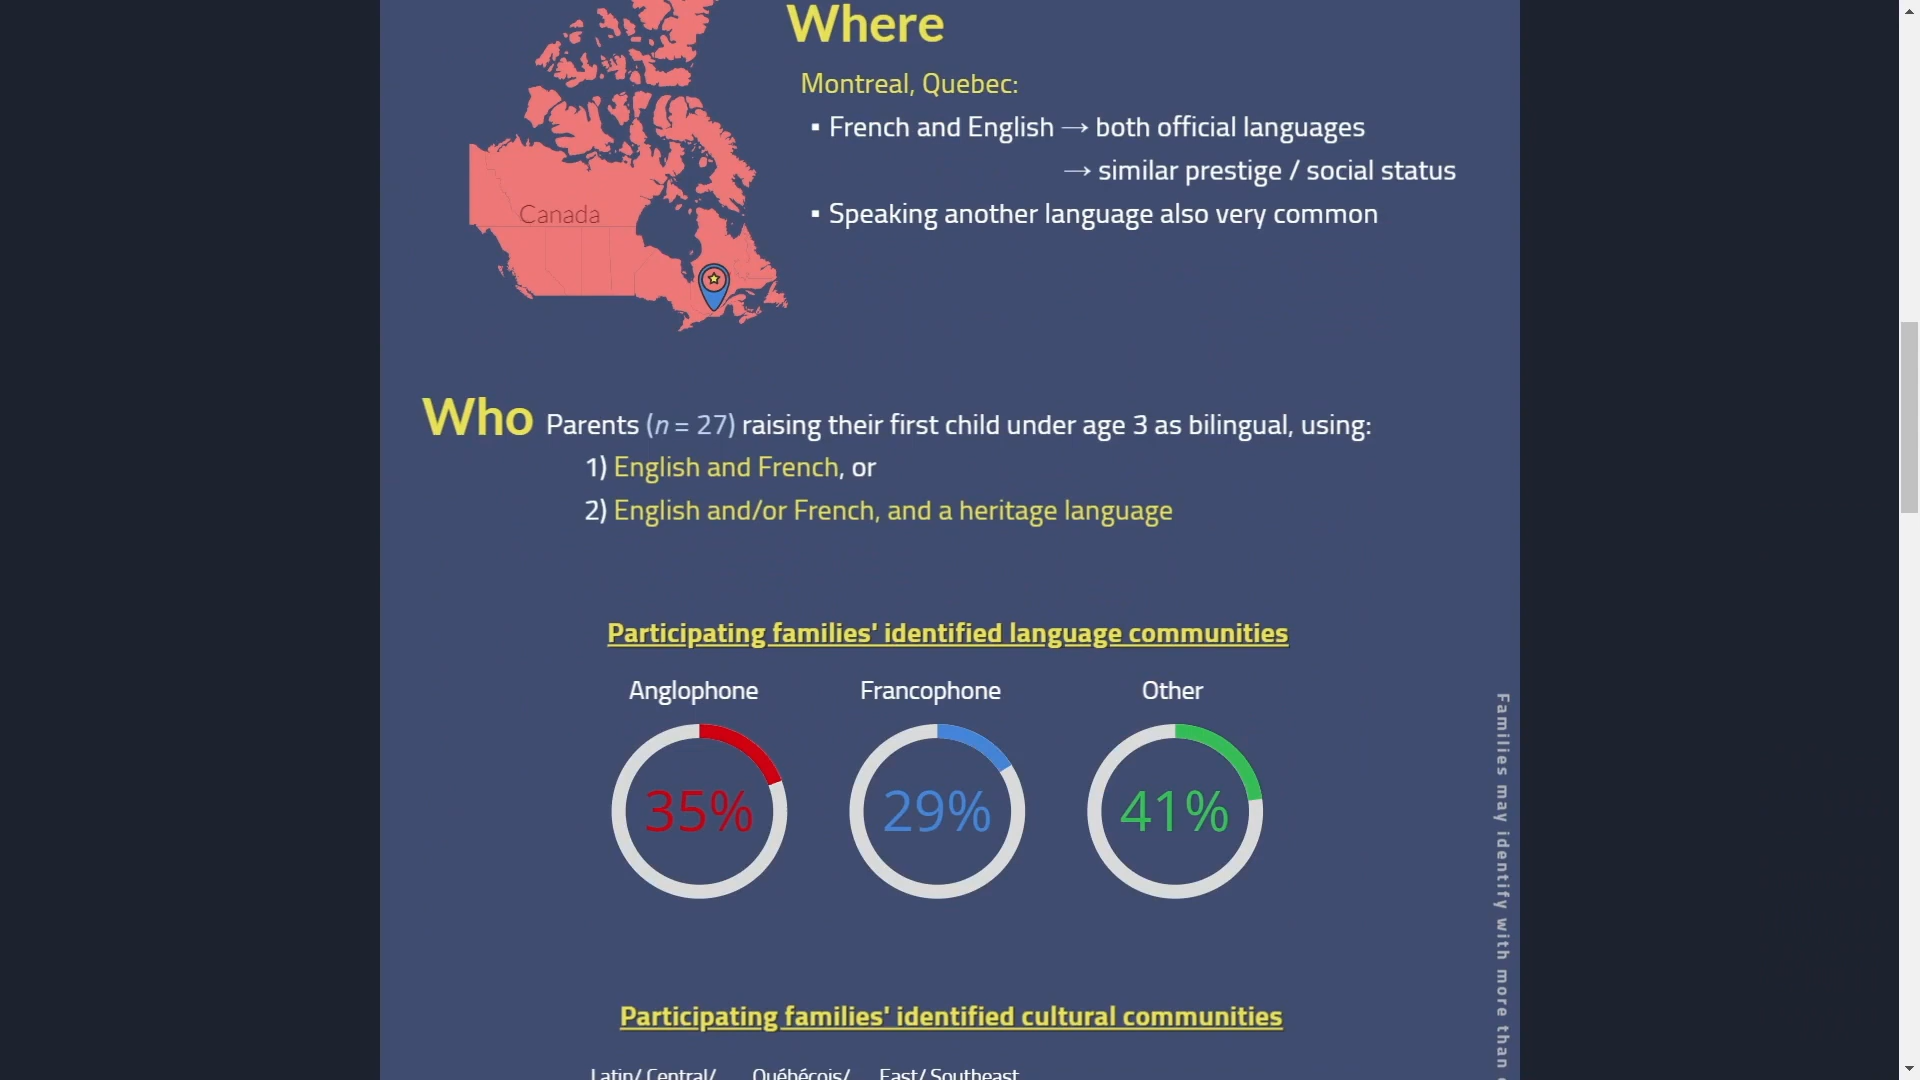 Where
Montreal, Quebec:
▪ French and English → both official languages
→ similar prestige / social status
▪ Speaking another language also very common
Canada
Who Parents (n = 27) raising their first child under age 3 as bilingual, using:
1) English and French, or
2) English and/or French, and a heritage language
Participating families' identified language communities
Anglophone Francophone Other
35% 29% 41%
Families may identify with more than
Participating families' identified cultural communities
Latin/ Central/ Québécois/ East/ Southeast